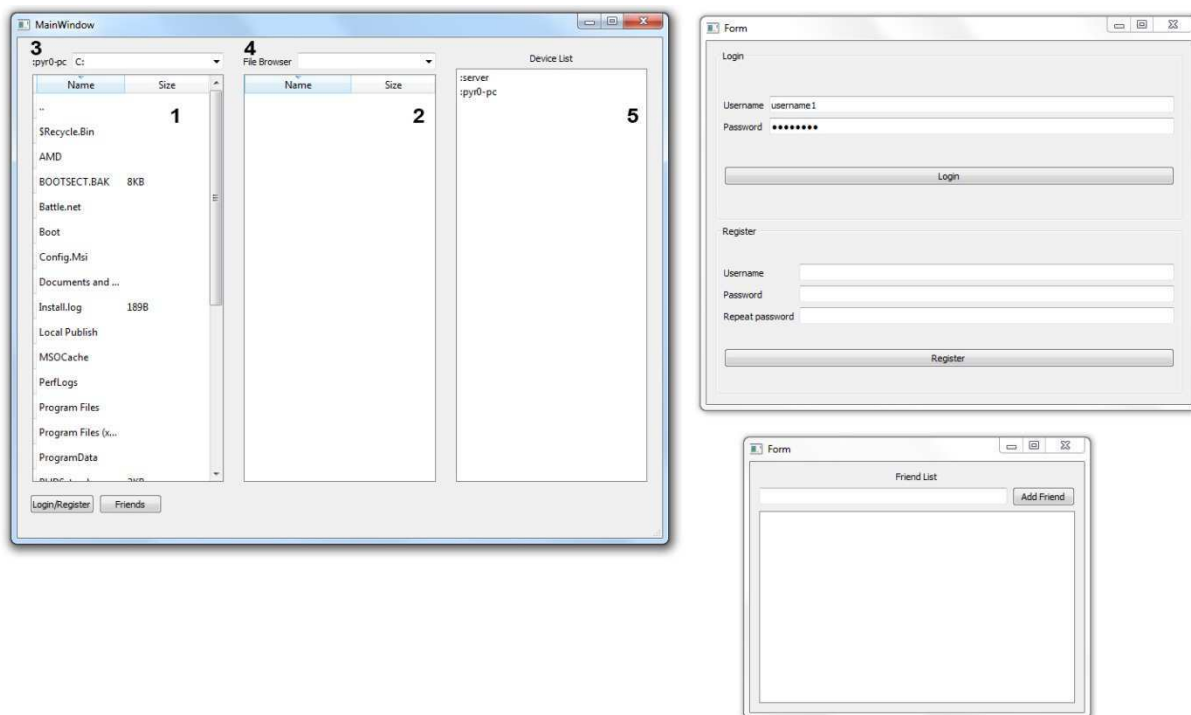 MainWindow
3
:pyr0-pc C:
4
File Browser
Device List
Name Size
1
..
$Recycle.Bin
AMD
BOOTSECT.BAK 8KB
Battle.net
Boot
Config.Msi
Documents and ...
Install.log 189B
Local Publish
MSOCache
PerfLogs
Program Files
Program Files (x...
ProgramData
Name Size
2
:server
:pyr0-pc
5
Login/Register Friends
Form
Login
Username username1
Password ••••••••
Login
Register
Username
Password
Repeat password
Register
Form
Friend List
Add Friend